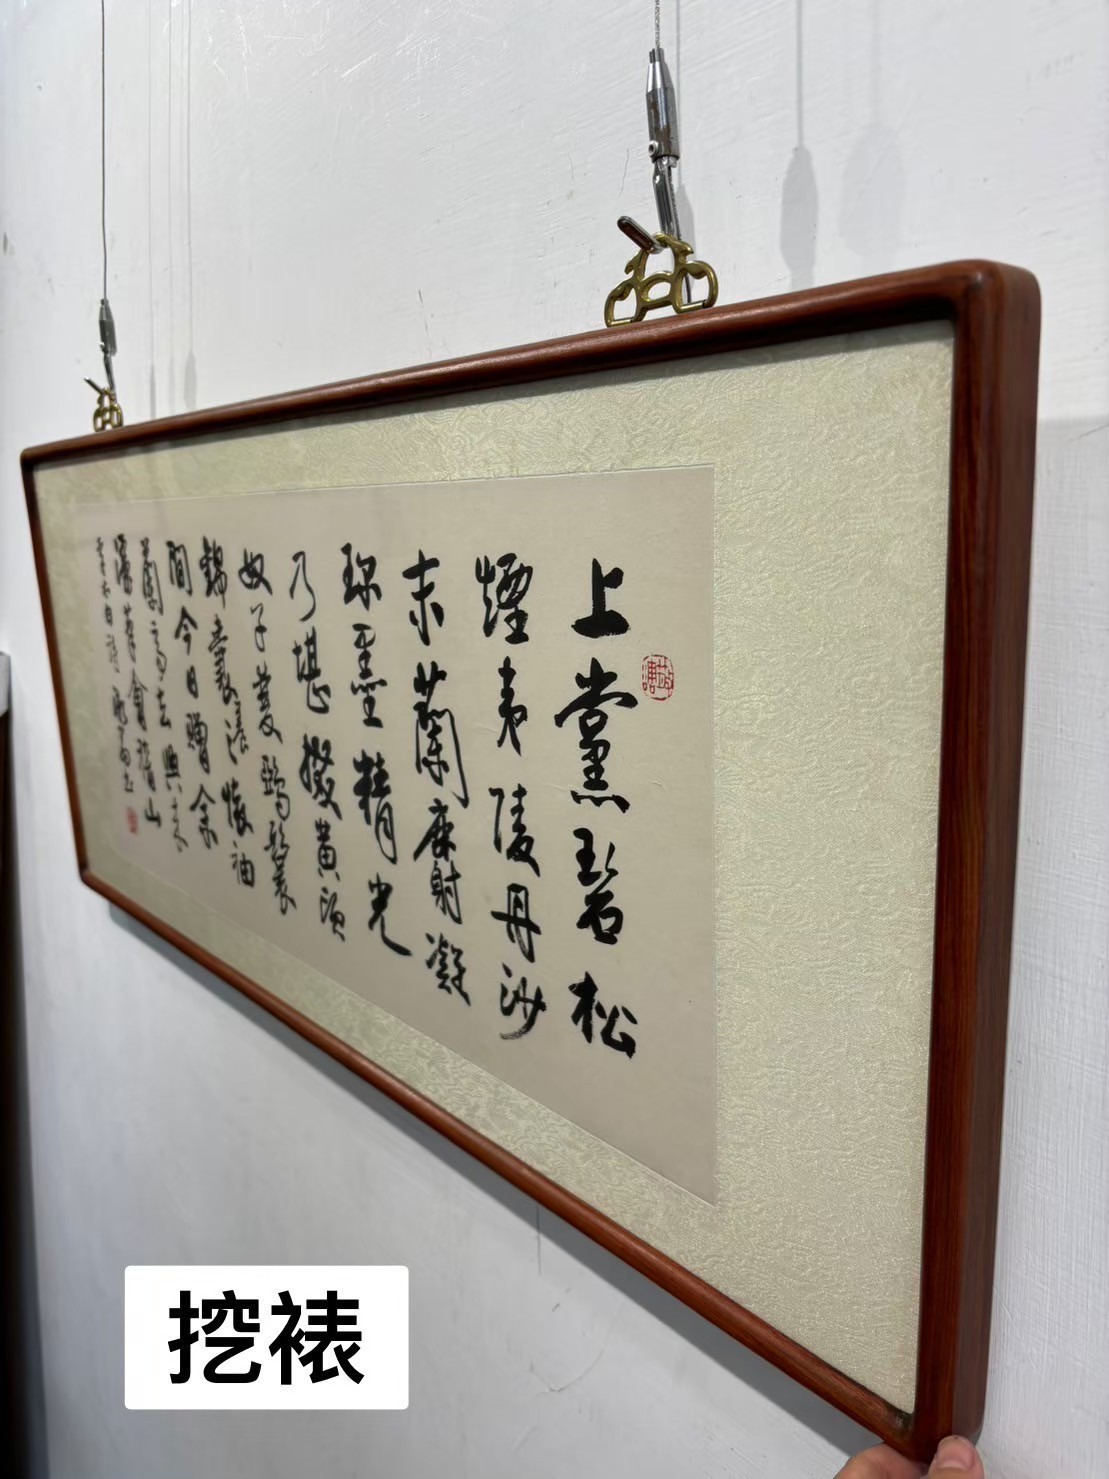 上黨碧松
煙夷陵丹沙
末蘭麝凝
珍墨精光
乃堪掇黃頭
奴子雙鴉鬟
錦囊養之懷袖
間今日贈余
蘭亭去興來
灑筆會稽山
挖裱